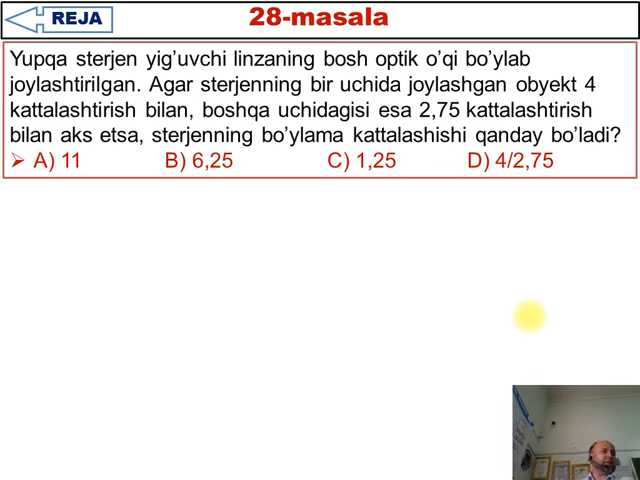 REJA
28-masala
Yupqa sterjen yig’uvchi linzaning bosh optik o’qi bo’ylab
joylashtirilgan. Agar sterjenning bir uchida joylashgan obyekt 4
kattalashtirish bilan, boshqa uchidagisi esa 2,75 kattalashtirish
bilan aks etsa, sterjenning bo’ylama kattalashishi qanday bo’ladi?
➢ A) 11 B) 6,25 C) 1,25 D) 4/2,75